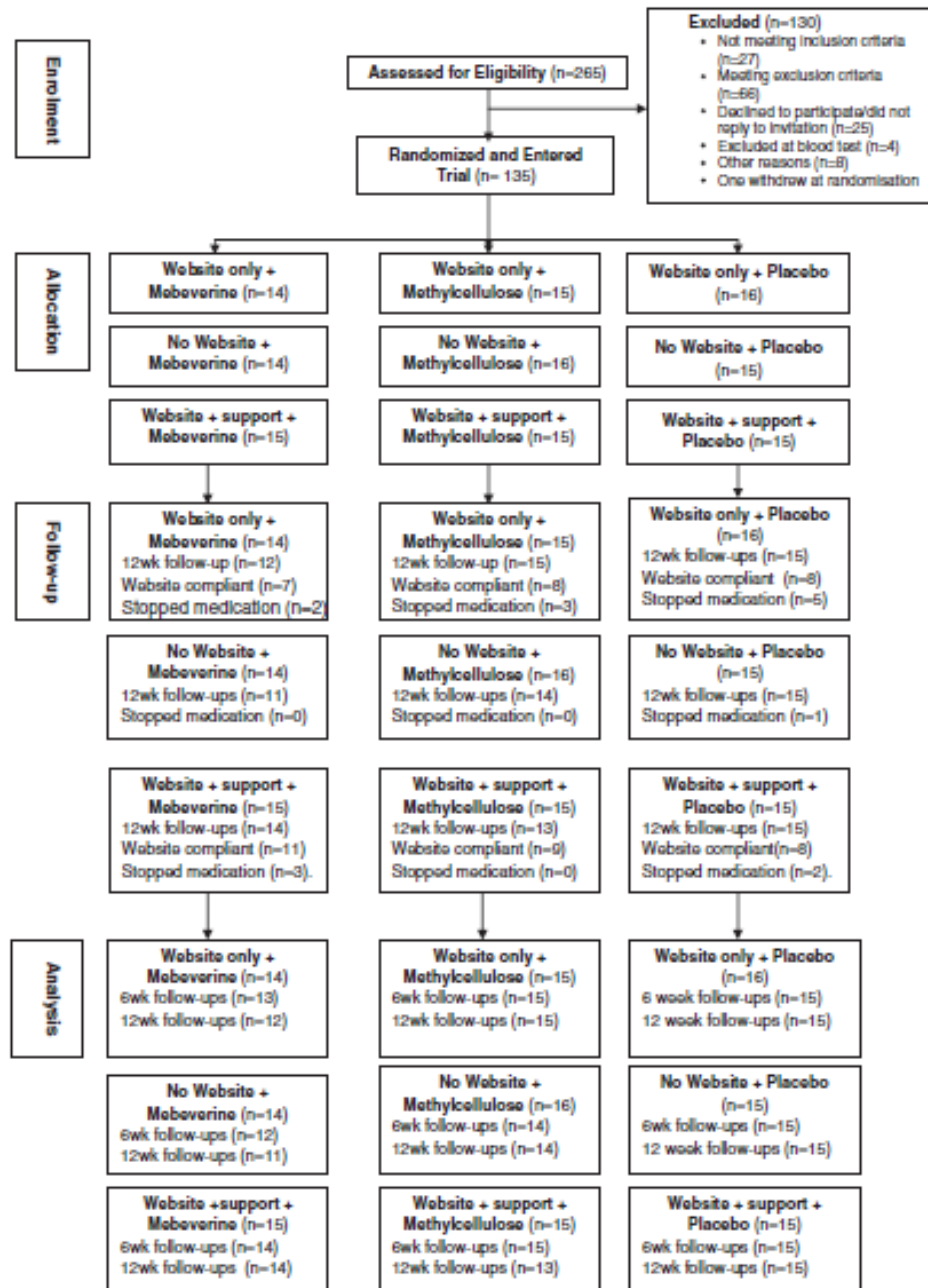 Enrolment
Assessed for Eligibility (n=265)
Excluded (n=130)
• Not meeting inclusion criteria
(n=27)
• Meeting exclusion criteria
(n=66)
• Declined to participate/did not
reply to invitation (n=25)
• Excluded at blood test (n=4)
• Other reasons (n=8)
• One withdrew at randomisation
Randomized and Entered
Trial (n= 135)
Allocation
Website only +
Mebeverine (n=14)
Website only +
Methylcellulose (n=15)
Website only + Placebo
(n=16)
No Website +
Mebeverine (n=14)
No Website +
Methylcellulose (n=16)
No Website + Placebo
(n=15)
Website + support +
Mebeverine (n=15)
Website + support +
Methylcellulose (n=15)
Website + support +
Placebo (n=15)
Follow-up
Website only +
Mebeverine (n=14)
12wk follow-up (n=12)
Website compliant (n=7)
Stopped medication (n=2)
Website only +
Methylcellulose (n=15)
12wk follow-up (n=15)
Website compliant (n=8)
Stopped medication (n=3)
Website only + Placebo
(n=16)
12wk follow-ups (n=15)
Website compliant (n=8)
Stopped medication (n=5)
No Website +
Mebeverine (n=14)
12wk follow-ups (n=11)
Stopped medication (n=0)
No Website +
Methylcellulose (n=16)
12wk follow-ups (n=14)
Stopped medication (n=0)
No Website + Placebo
(n=15)
12wk follow-ups (n=15)
Stopped medication (n=1)
Website + support +
Mebeverine (n=15)
12wk follow-ups (n=14)
Website compliant (n=11)
Stopped medication (n=3).
Website + support +
Methylcellulose (n=15)
12wk follow-ups (n=13)
Website compliant (n=9)
Stopped medication (n=0)
Website + support +
Placebo (n=15)
12wk follow-ups (n=15)
Website compliant(n=8)
Stopped medication (n=2).
Analysis
Website only +
Mebeverine (n=14)
6wk follow-ups (n=13)
12wk follow-ups (n=12)
Website only +
Methylcellulose (n=15)
6wk follow-ups (n=15)
12wk follow-ups (n=15)
Website only + Placebo
(n=16)
6 week follow-ups (n=15)
12 week follow-ups (n=15)
No Website +
Mebeverine (n=14)
6wk follow-ups (n=12)
12wk follow-ups (n=11)
No Website +
Methylcellulose (n=16)
6wk follow-ups (n=14)
12wk follow-ups (n=14)
No Website + Placebo
(n=15)
6wk follow-ups (n=15)
12 week follow-ups (n=15)
Website +support +
Mebeverine (n=15)
6wk follow-ups (n=14)
12wk follow-ups (n=14)
Website + support +
Methylcellulose (n=15)
6wk follow-ups (n=15)
12wk follow-ups (n=13)
Website + support +
Placebo (n=15)
6wk follow-ups (n=15)
12wk follow-ups (n=15)